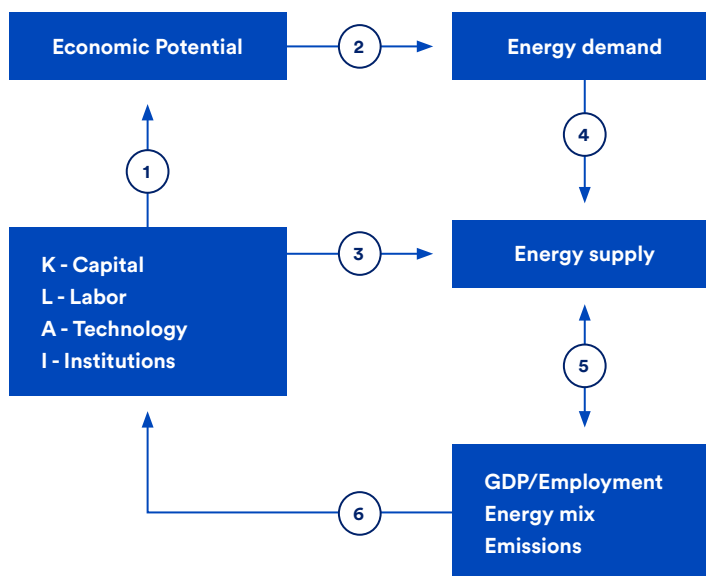 Economic Potential
2
Energy demand
1
4
K - Capital
L - Labor
A - Technology
I - Institutions
3
Energy supply
5
GDP/Employment
Energy mix
Emissions
6